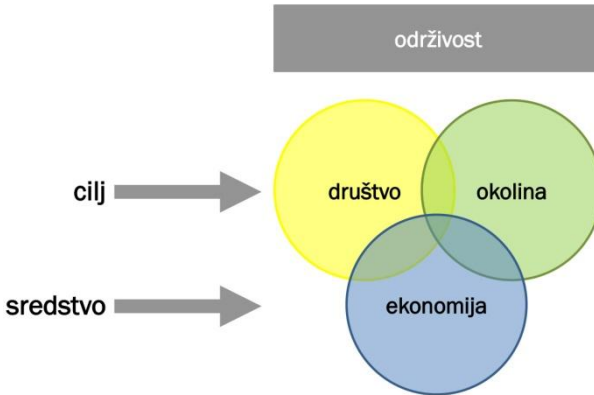 održivost
cilj
društvo
okolina
sredstvo
ekonomija